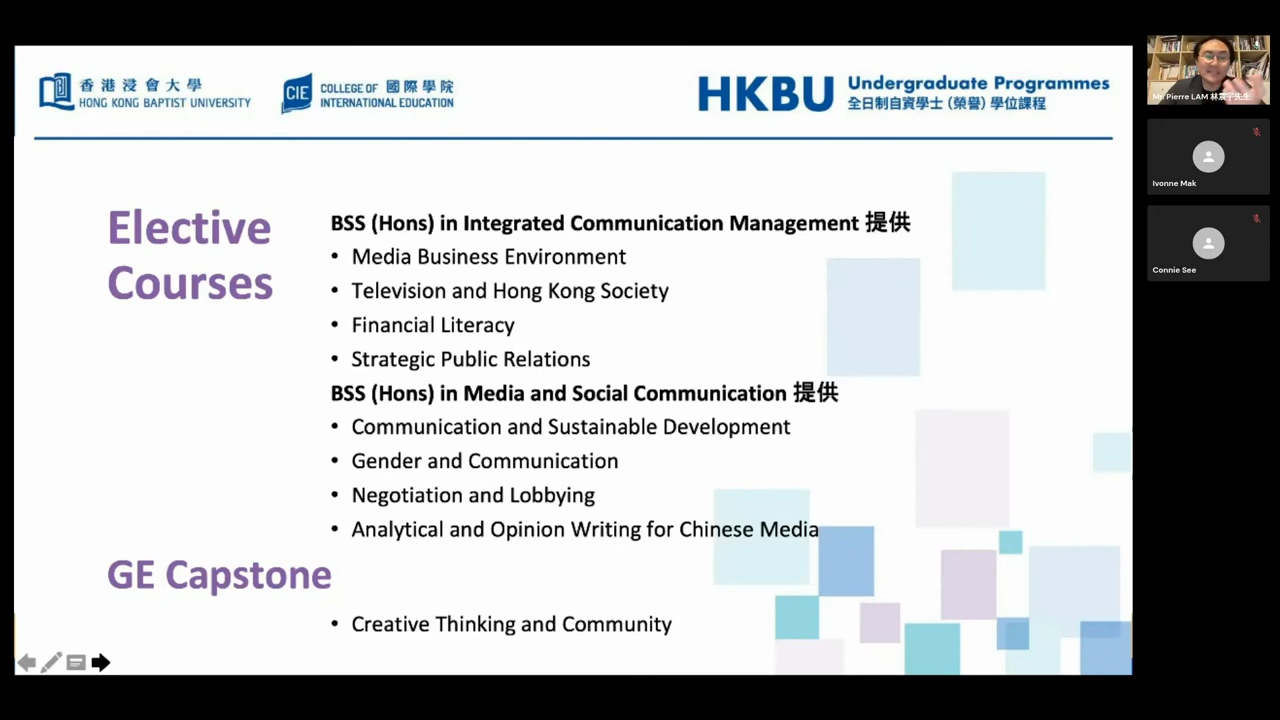 香港浸會大學
HONG KONG BAPTIST UNIVERSITY
CIE
COLLEGE OF 國際學院
INTERNATIONAL EDUCATION
HKBU
Undergraduate Programmes
全日制自資學士（榮譽）學位課程
Elective
Courses
BSS (Hons) in Integrated Communication Management 提供
• Media Business Environment
• Television and Hong Kong Society
• Financial Literacy
• Strategic Public Relations
BSS (Hons) in Media and Social Communication 提供
• Communication and Sustainable Development
• Gender and Communication
• Negotiation and Lobbying
• Analytical and Opinion Writing for Chinese Media
GE Capstone
• Creative Thinking and Community
Mr. Pierre LAM 林震宇先生
Ivonne Mak
Connie See